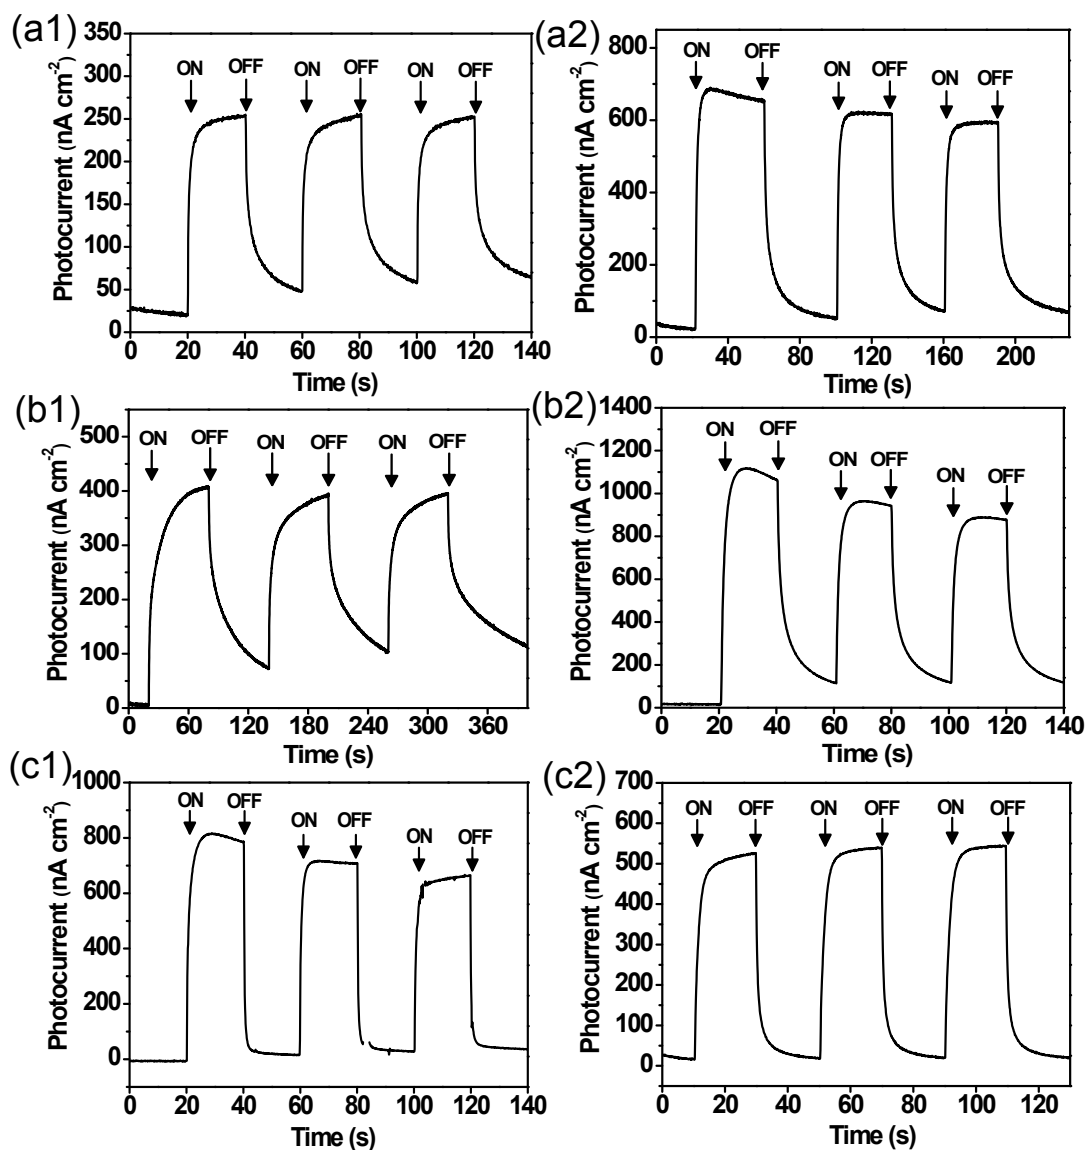 (a1)
350
300
250
200
150
100
50
0
ON OFF ON OFF ON OFF
0 20 40 60 80 100 120 140
Time (s)
Photocurrent (nA cm-2)
(a2)
800
600
400
200
0
ON OFF ON OFF ON OFF
0 40 80 120 160 200
Time (s)
Photocurrent (nA cm-2)
(b1)
500
400
300
200
100
0
ON OFF ON OFF ON OFF
0 60 120 180 240 300 360
Time (s)
Photocurrent (nA cm-2)
(b2)
1400
1200
1000
800
600
400
200
0
ON OFF ON OFF ON OFF
0 20 40 60 80 100 120 140
Time (s)
Photocurrent (nA cm-2)
(c1)
1000
800
600
400
200
0
ON OFF ON OFF ON OFF
0 20 40 60 80 100 120 140
Time (s)
Photocurrent (nA cm-2)
(c2)
700
600
500
400
300
200
100
50
0
ON OFF ON OFF ON OFF
0 20 40 60 80 100 120
Time (s)
Photocurrent (nA cm-2)